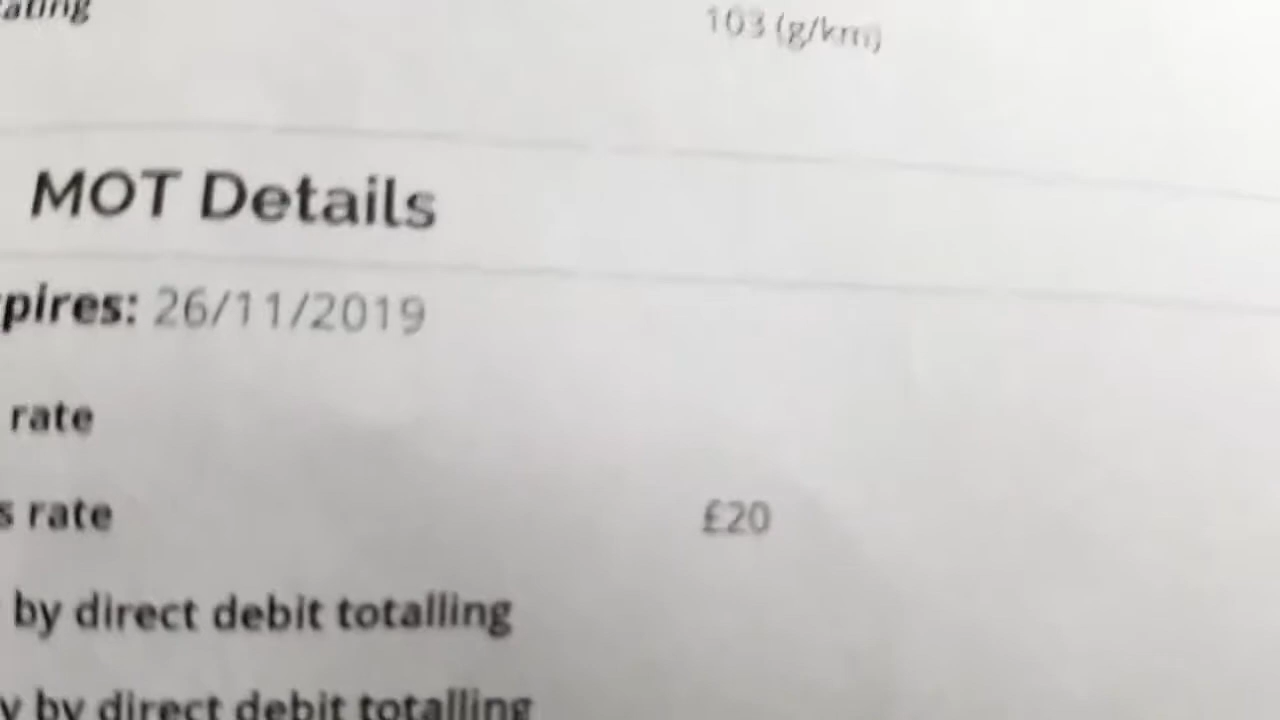 ating 103 (g/km)
MOT Details
pires: 26/11/2019
rate
s rate £20
by direct debit totalling
y by direct debit totalling